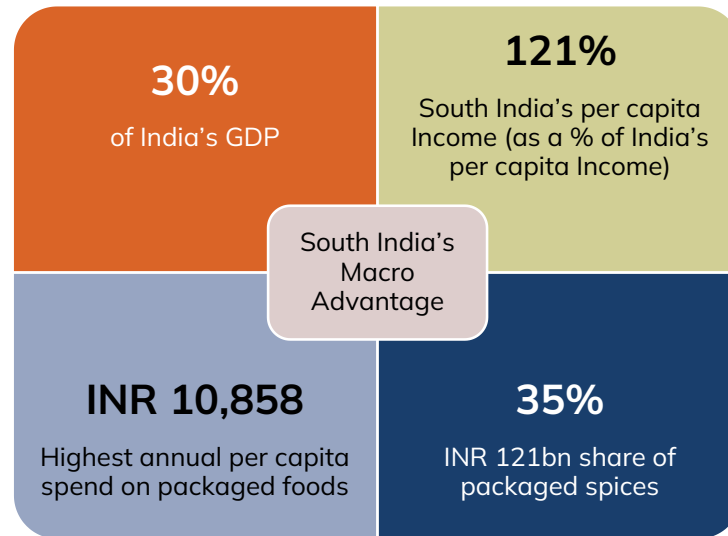 30%
of India’s GDP
121%
South India’s per capita
Income (as a % of India’s
per capita Income)
South India’s
Macro
Advantage
INR 10,858
Highest annual per capita
spend on packaged foods
35%
INR 121bn share of
packaged spices